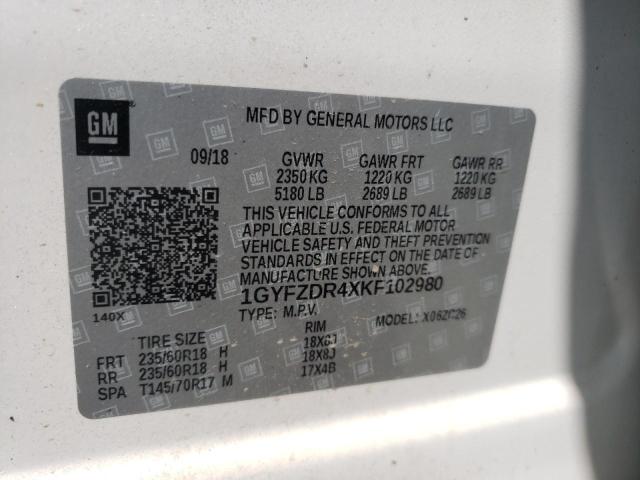 GM
MFD BY GENERAL MOTORS LLC
09/18 GVWR GAWR FRT GAWR RR
2350 KG 1220 KG 1220 KG
5180 LB 2689 LB 2689 LB
THIS VEHICLE CONFORMS TO ALL
APPLICABLE U.S. FEDERAL MOTOR
VEHICLE SAFETY AND THEFT PREVENTION
STANDARDS IN EFFECT ON THE DATE
OF MANUFACTURE SHOWN ABOVE.
1GYFZDR4XKF102980
140X TYPE: M.P.V. MODEL: X06ZC26
TIRE SIZE RIM
FRT 235/60R18 H 18X8J
RR 235/60R18 H 18X8J
SPA T145/70R17 M 17X4B